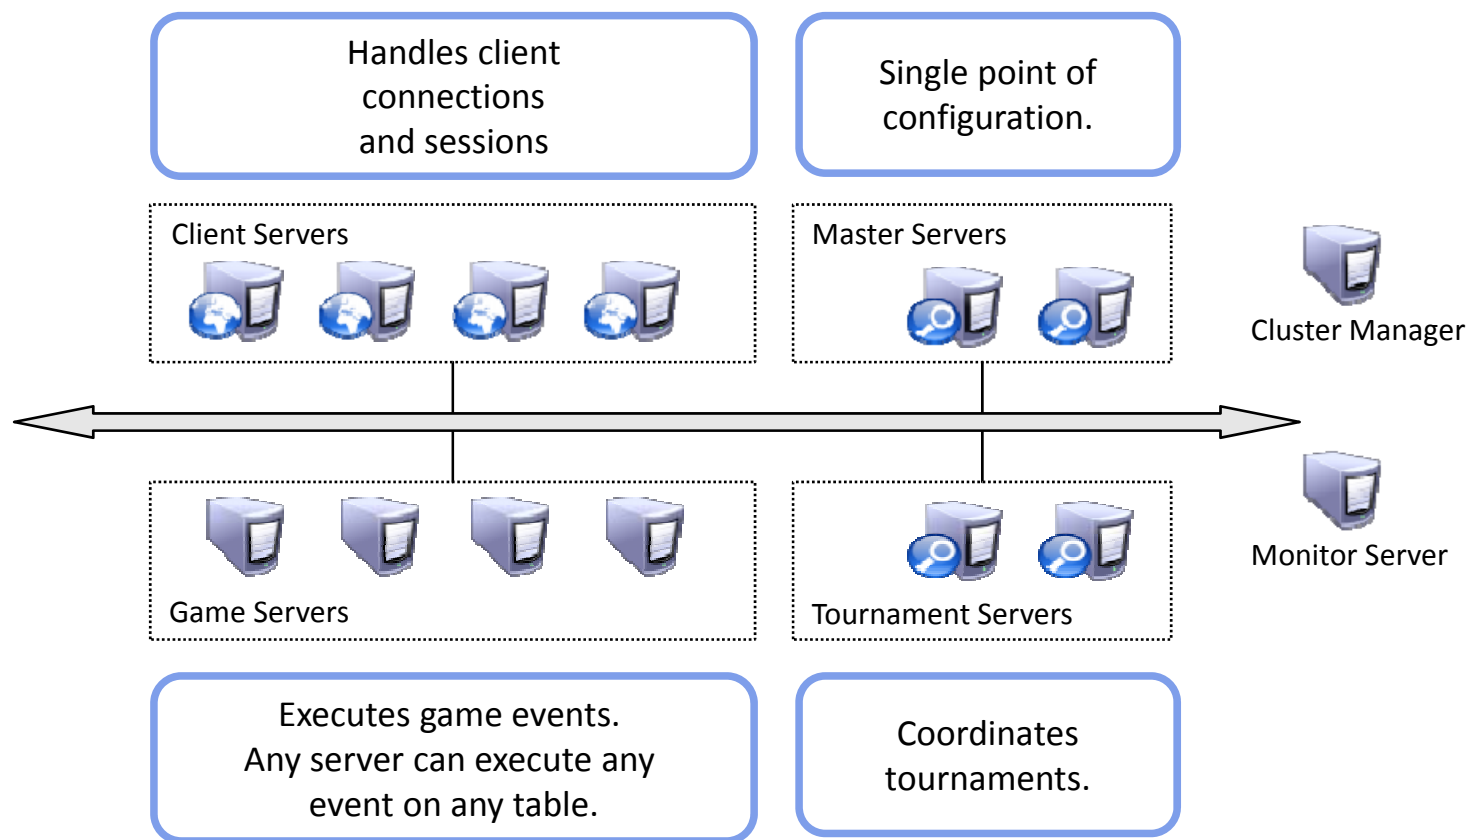 Handles client
connections
and sessions
Single point of
configuration.
Client Servers
Master Servers
Cluster Manager
Monitor Server
Game Servers
Tournament Servers
Executes game events.
Any server can execute any
event on any table.
Coordinates
tournaments.